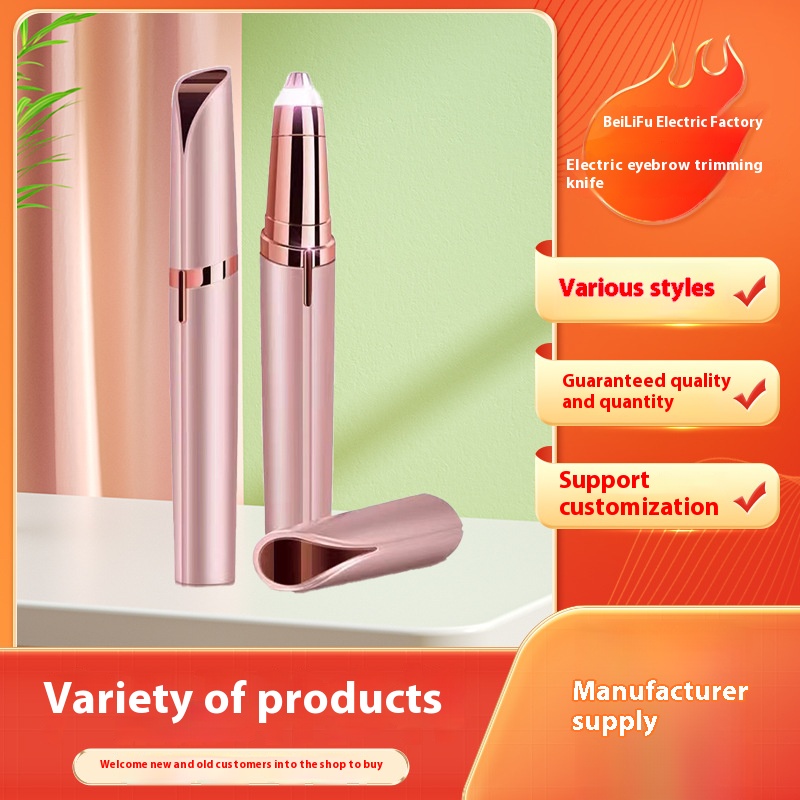 BeiLiFu Electric Factory
Electric eyebrow trimming
knife
Various styles
Guaranteed quality
and quantity
Support
customization
Variety of products
Manufacturer
supply
Welcome new and old customers into the shop to buy